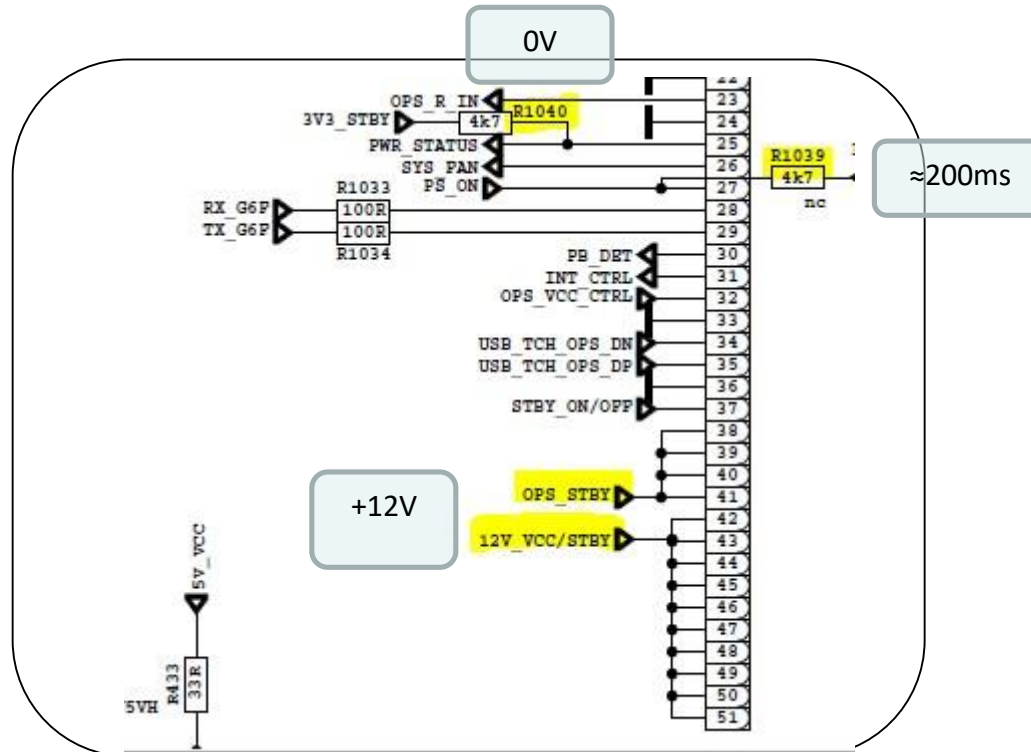 0V
OPS_R_IN
23
3V3_STBY
4k7
R1040
24
PWR_STATUS
25
SYS_PAN
26
R1039
4k7
nc
≈200ms
PS_ON
27
R1033
RX_G6F
100R
28
TX_G6F
100R
29
R1034
PB_DET
30
INT_CTRL
31
OPS_VCC_CTRL
32
33
USB_TCH_OPS_DN
34
USB_TCH_OPS_DP
35
36
STBY_ON/OFF
37
38
39
40
OPS_STBY
41
+12V
42
12V_VCC/STBY
43
44
45
46
47
48
49
50
51
5V_VCC
R433
33R
5VH